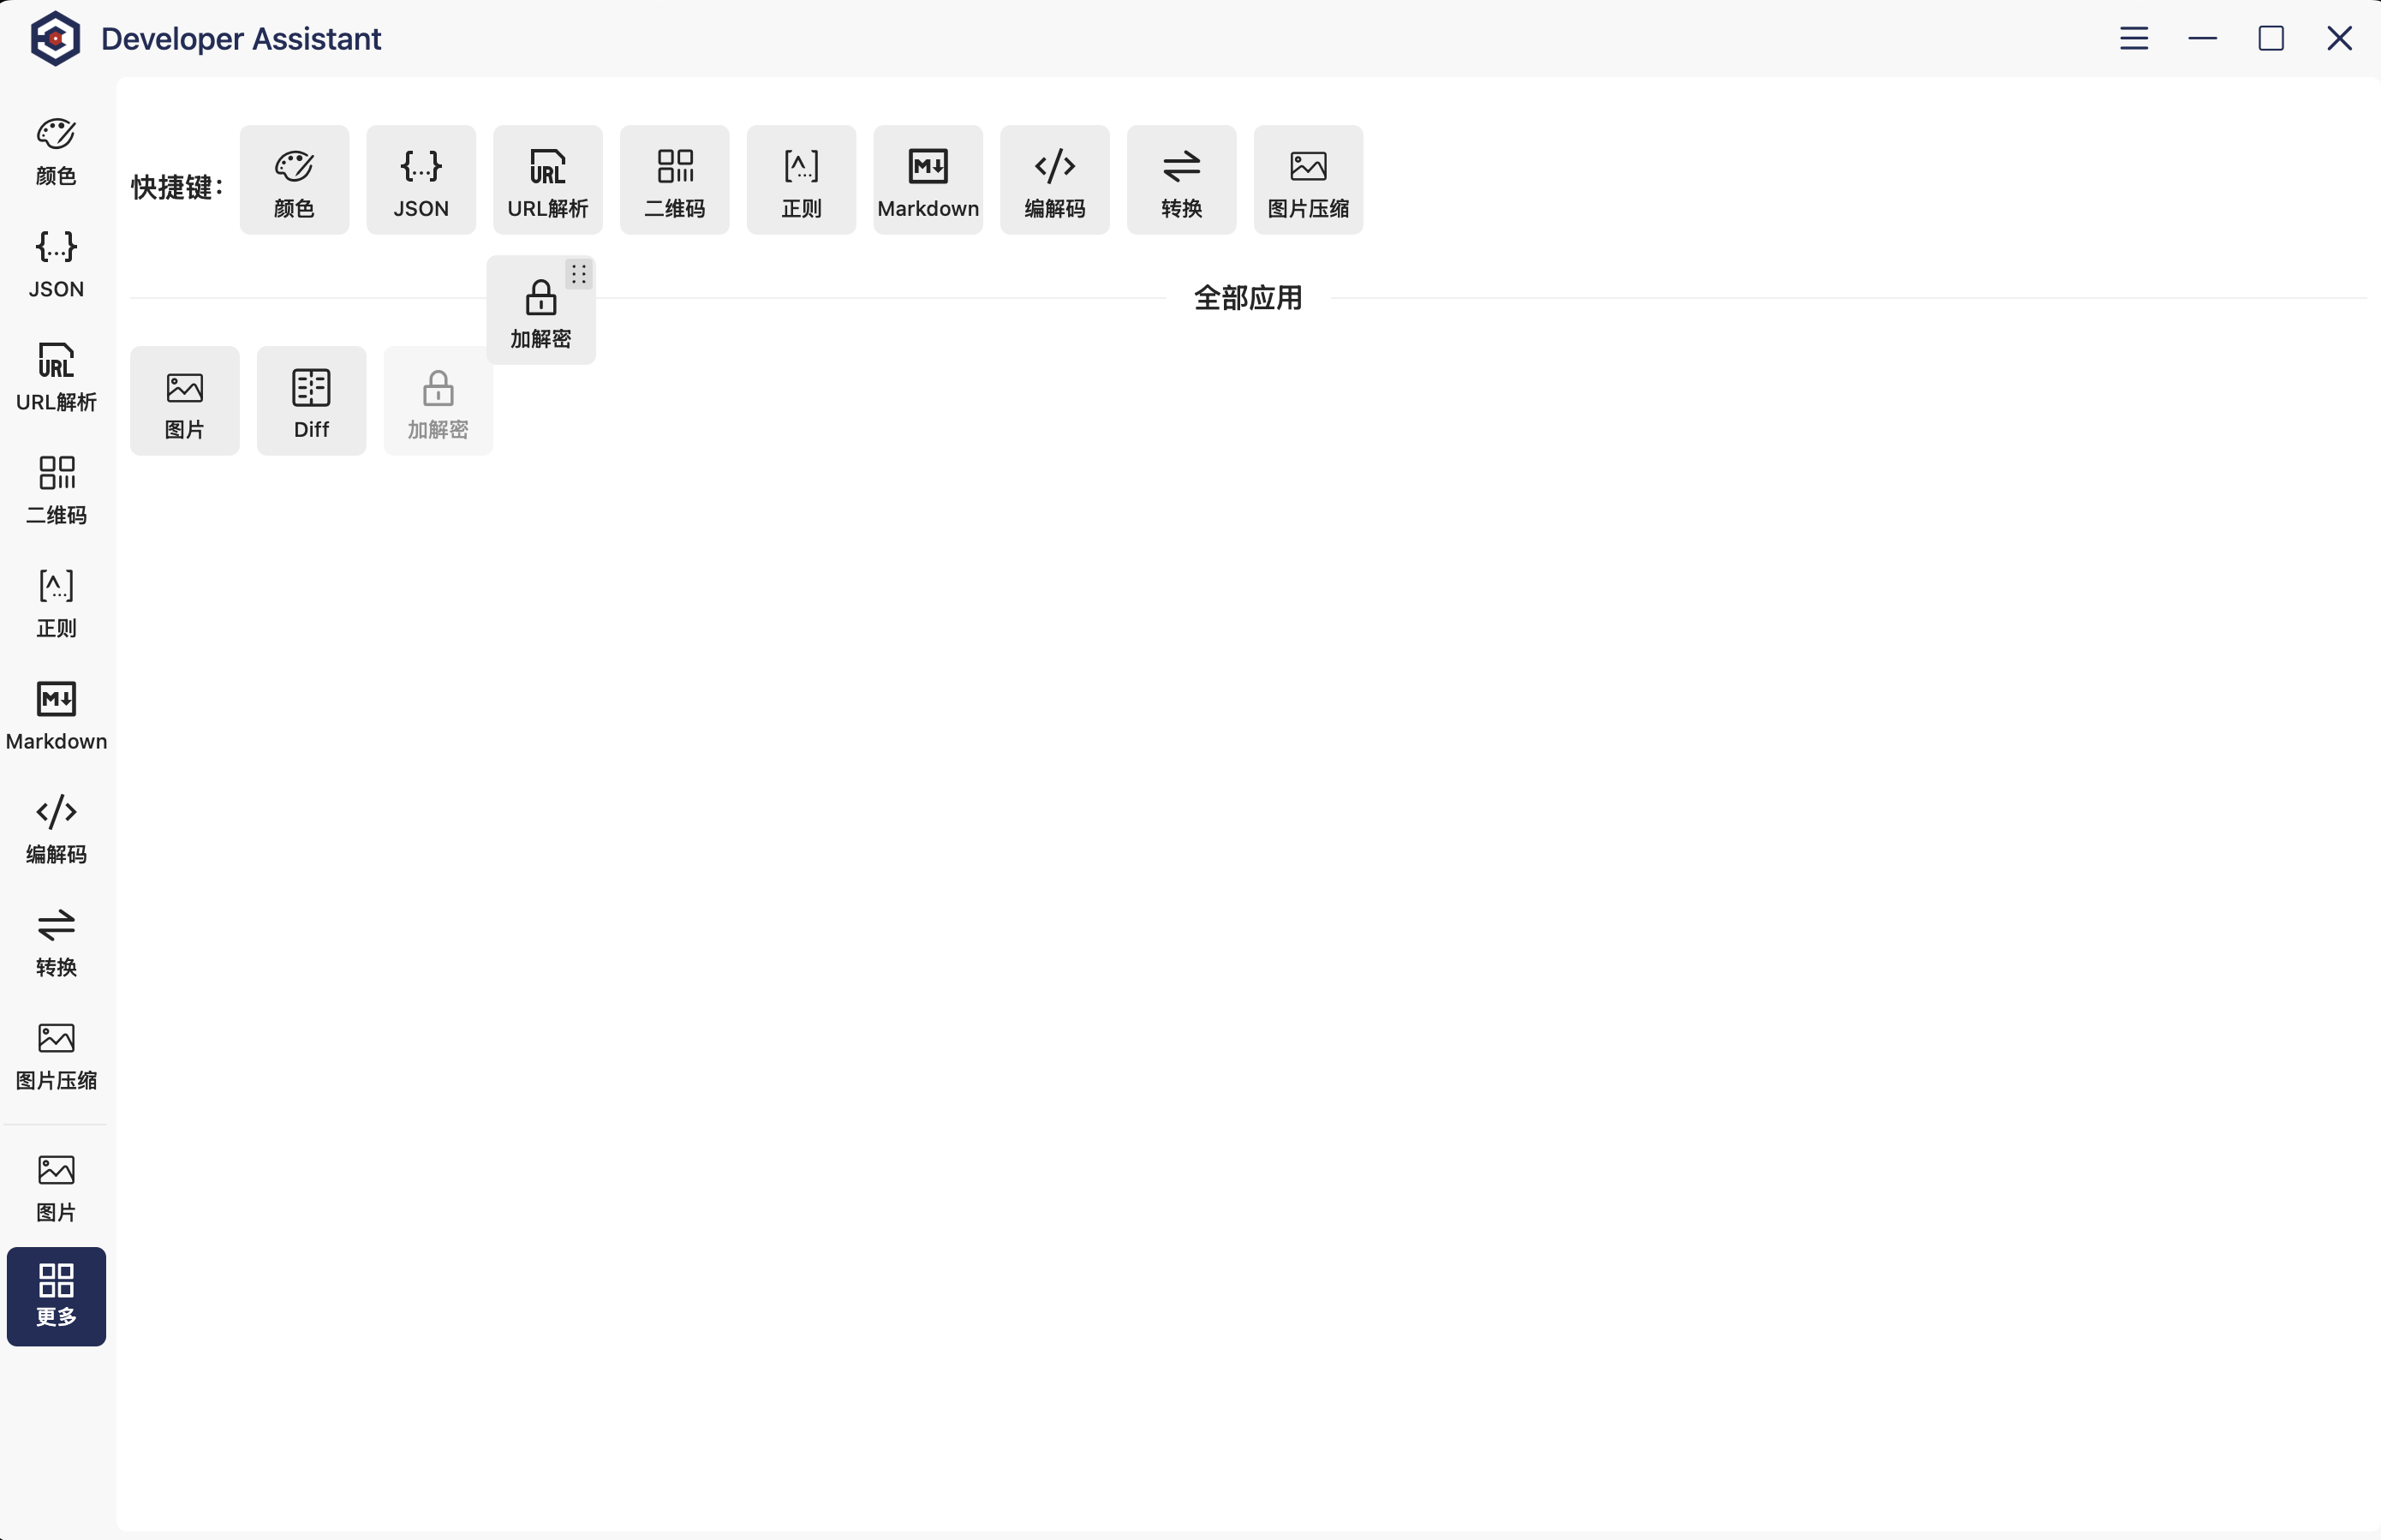 Developer Assistant
颜色
JSON
URL
URL解析
二维码
正则
M
Markdown
编解码
转换
图片压缩
图片
更多
快捷键：
颜色
JSON
URL
URL解析
二维码
正则
M
Markdown
编解码
转换
图片压缩
加解密
全部应用
图片
Diff
加解密